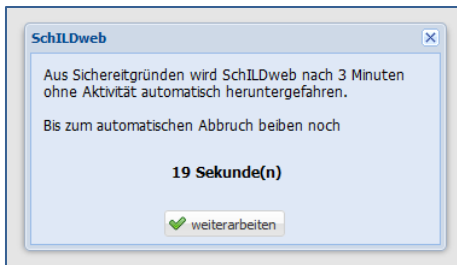 SchILDweb
Aus Sichereitgründen wird SchILDweb nach 3 Minuten
ohne Aktivität automatisch heruntergefahren.
Bis zum automatischen Abbruch beiben noch
19 Sekunde(n)
weiterarbeiten